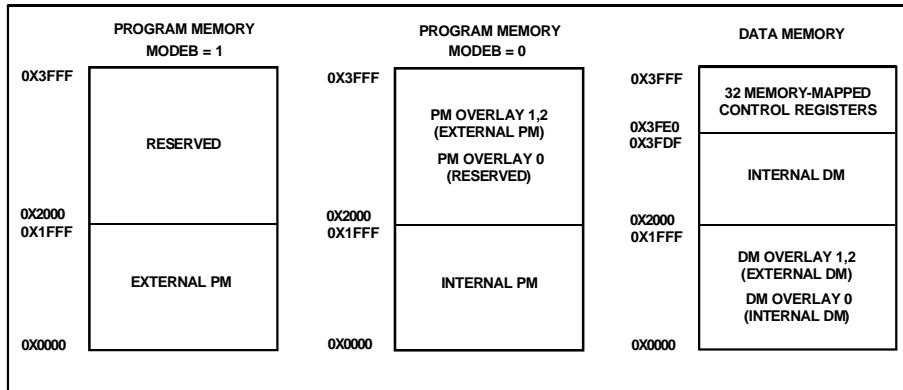 PROGRAM MEMORY
MODEB = 1
0X3FFF
RESERVED
0X2000
0X1FFF
EXTERNAL PM
0X0000
PROGRAM MEMORY
MODEB = 0
0X3FFF
PM OVERLAY 1,2
(EXTERNAL PM)
PM OVERLAY 0
(RESERVED)
0X2000
0X1FFF
INTERNAL PM
0X0000
DATA MEMORY
0X3FFF
32 MEMORY-MAPPED
CONTROL REGISTERS
0X3FE0
0X3FDF
INTERNAL DM
0X2000
0X1FFF
DM OVERLAY 1,2
(EXTERNAL DM)
DM OVERLAY 0
(INTERNAL DM)
0X0000